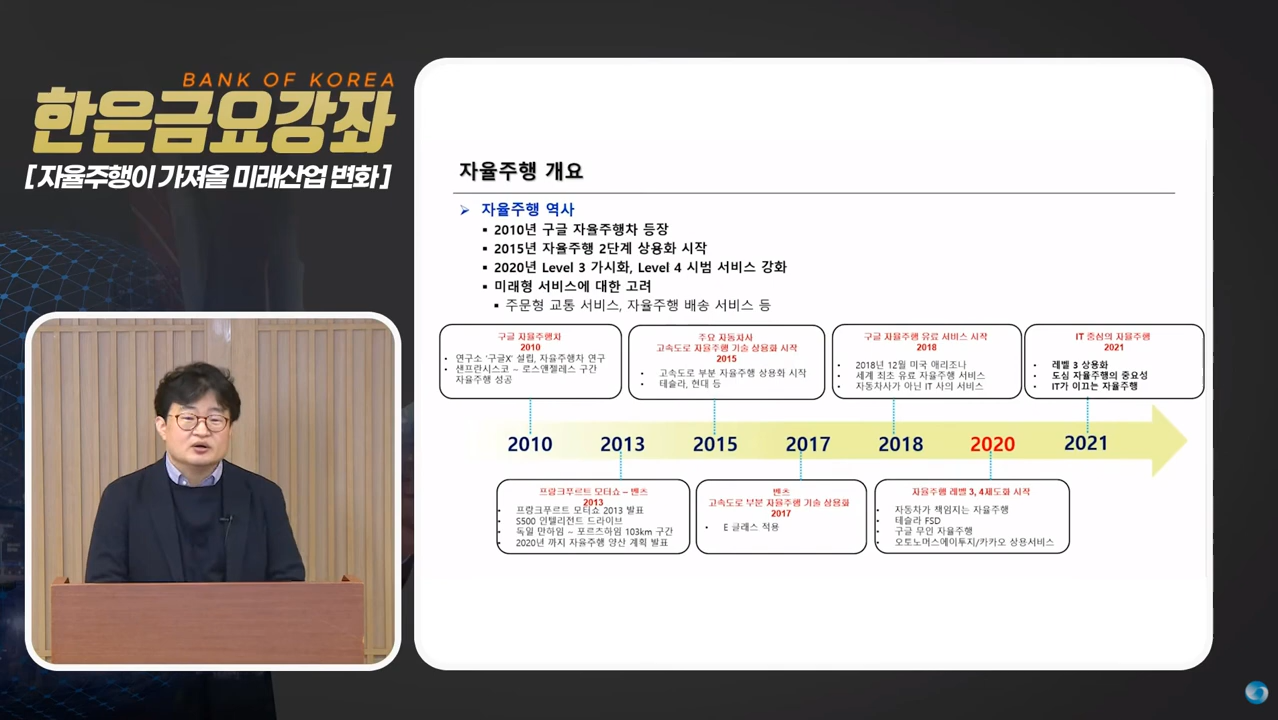 BANK OF KOREA
한은금요강좌
[ 자율주행이 가져올 미래산업 변화 ]
자율주행 개요
➢ 자율주행 역사
▪ 2010년 구글 자율주행차 등장
▪ 2015년 자율주행 2단계 상용화 시작
▪ 2020년 Level 3 가시화, Level 4 시범 서비스 강화
▪ 미래형 서비스에 대한 고려
▪ 주문형 교통 서비스, 자율주행 배송 서비스 등
구글 자율주행차
2010
• 연구소 '구글X' 설립, 자율주행차 연구
• 샌프란시스코 – 로스앤젤레스 구간
자율주행 성공
주요 자동차사
고속도로 자율주행 기술 상용화 시작
2015
• 고속도로 부분 자율주행 상용화 시작
• 테슬라, 현대 등
구글 자율주행 유료 서비스 시작
2018
• 2018년 12월 미국 애리조나
• 세계 최초 유료 자율주행 서비스
• 자동차사가 아닌 IT 사의 서비스
IT 중심의 자율주행
2021
• 레벨 3 상용화
• 도심 자율주행의 중요성
• IT가 이끄는 자율주행
2010 2013 2015 2017 2018 2020 2021
프랑크푸르트 모터쇼 – 벤츠
2013
• 프랑크푸르트 모터쇼 2013 발표
• S500 인텔리전트 드라이브
• 독일 만하임 – 포르츠하임 103km 구간
• 2020년 까지 자율주행 양산 계획 발표
벤츠
고속도로 부분 자율주행 기술 상용화
2017
• E 클래스 적용
자율주행 레벨 3, 4제도화 시작
• 자동차가 책임지는 자율주행
• 테슬라 FSD
• 구글 무인 자율주행
• 오토노머스에이투지/카카오 상용서비스